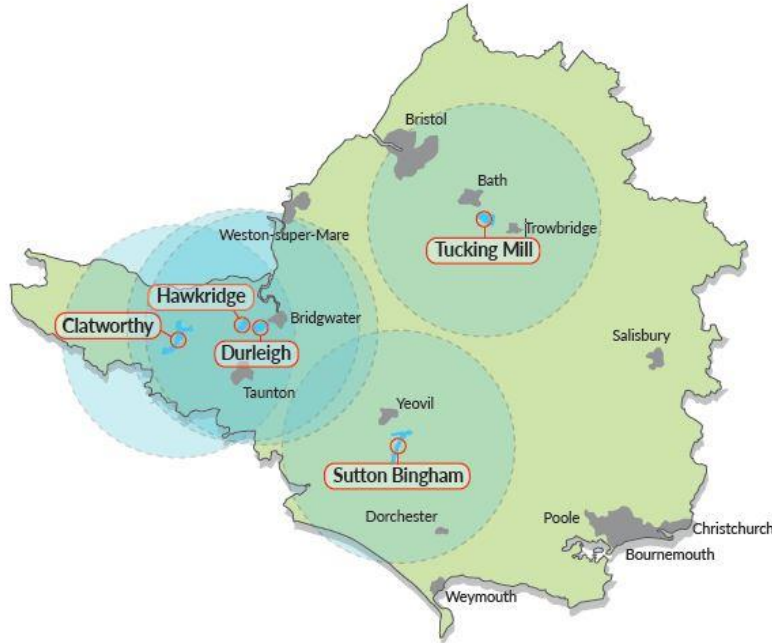 Bristol
Bath
Trowbridge
Tucking Mill
Weston-super-Mare
Hawkridge
Clatworthy
Bridgwater
Durleigh
Salisbury
Taunton
Yeovil
Sutton Bingham
Dorchester
Poole
Christchurch
Bournemouth
Weymouth